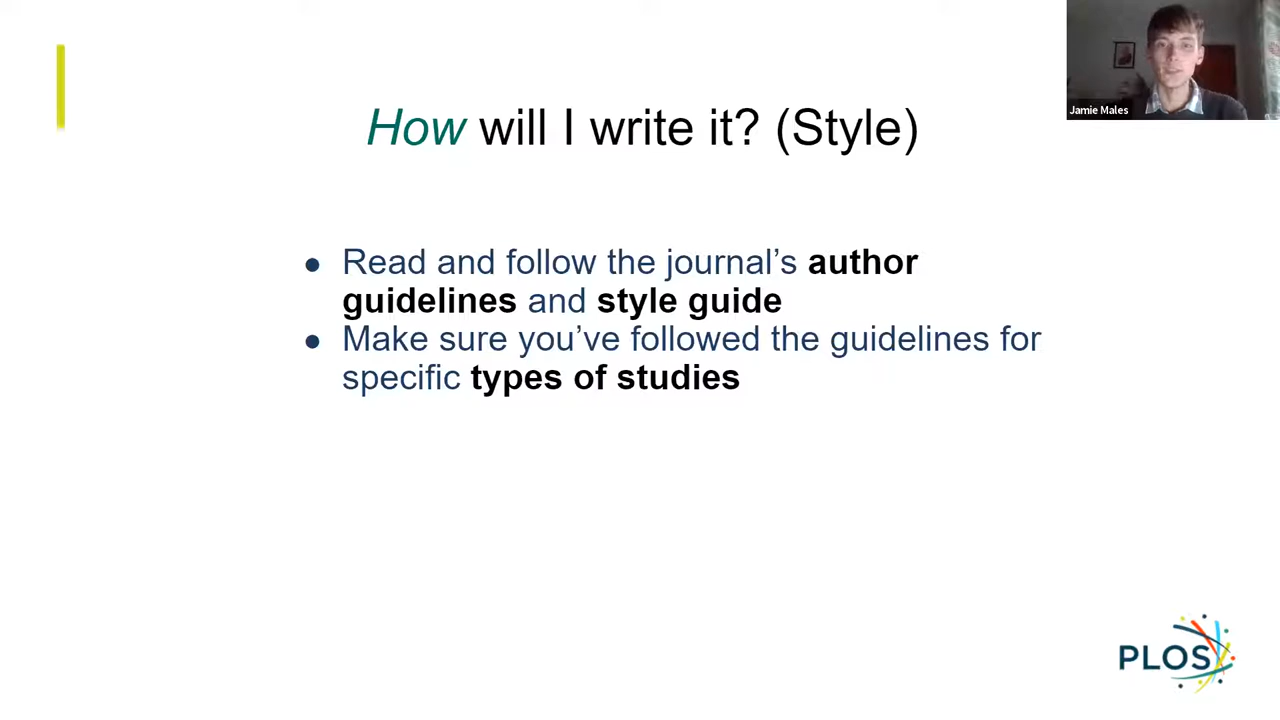 Jamie Males
How will I write it? (Style)
● Read and follow the journal’s author
guidelines and style guide
● Make sure you’ve followed the guidelines for
specific types of studies
PLOS